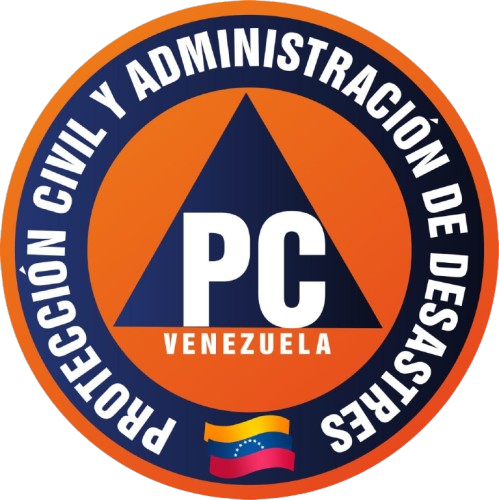 PROTECCIÓN CIVIL Y ADMINISTRACIÓN DE DESASTRES
PC
VENEZUELA